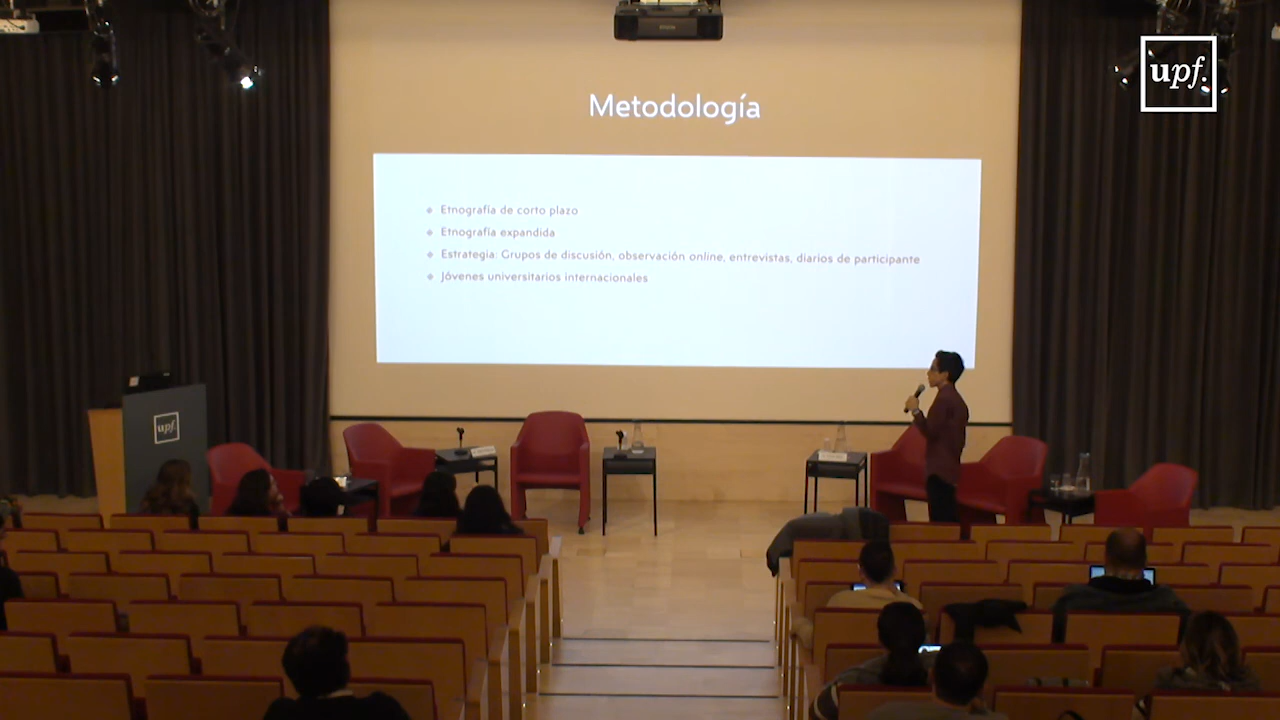 upf.
Metodología
Etnografía de corto plazo
Etnografía expandida
Estrategia: Grupos de discusión, observación online, entrevistas, diarios de participante
Jóvenes universitarios internacionales
upf.